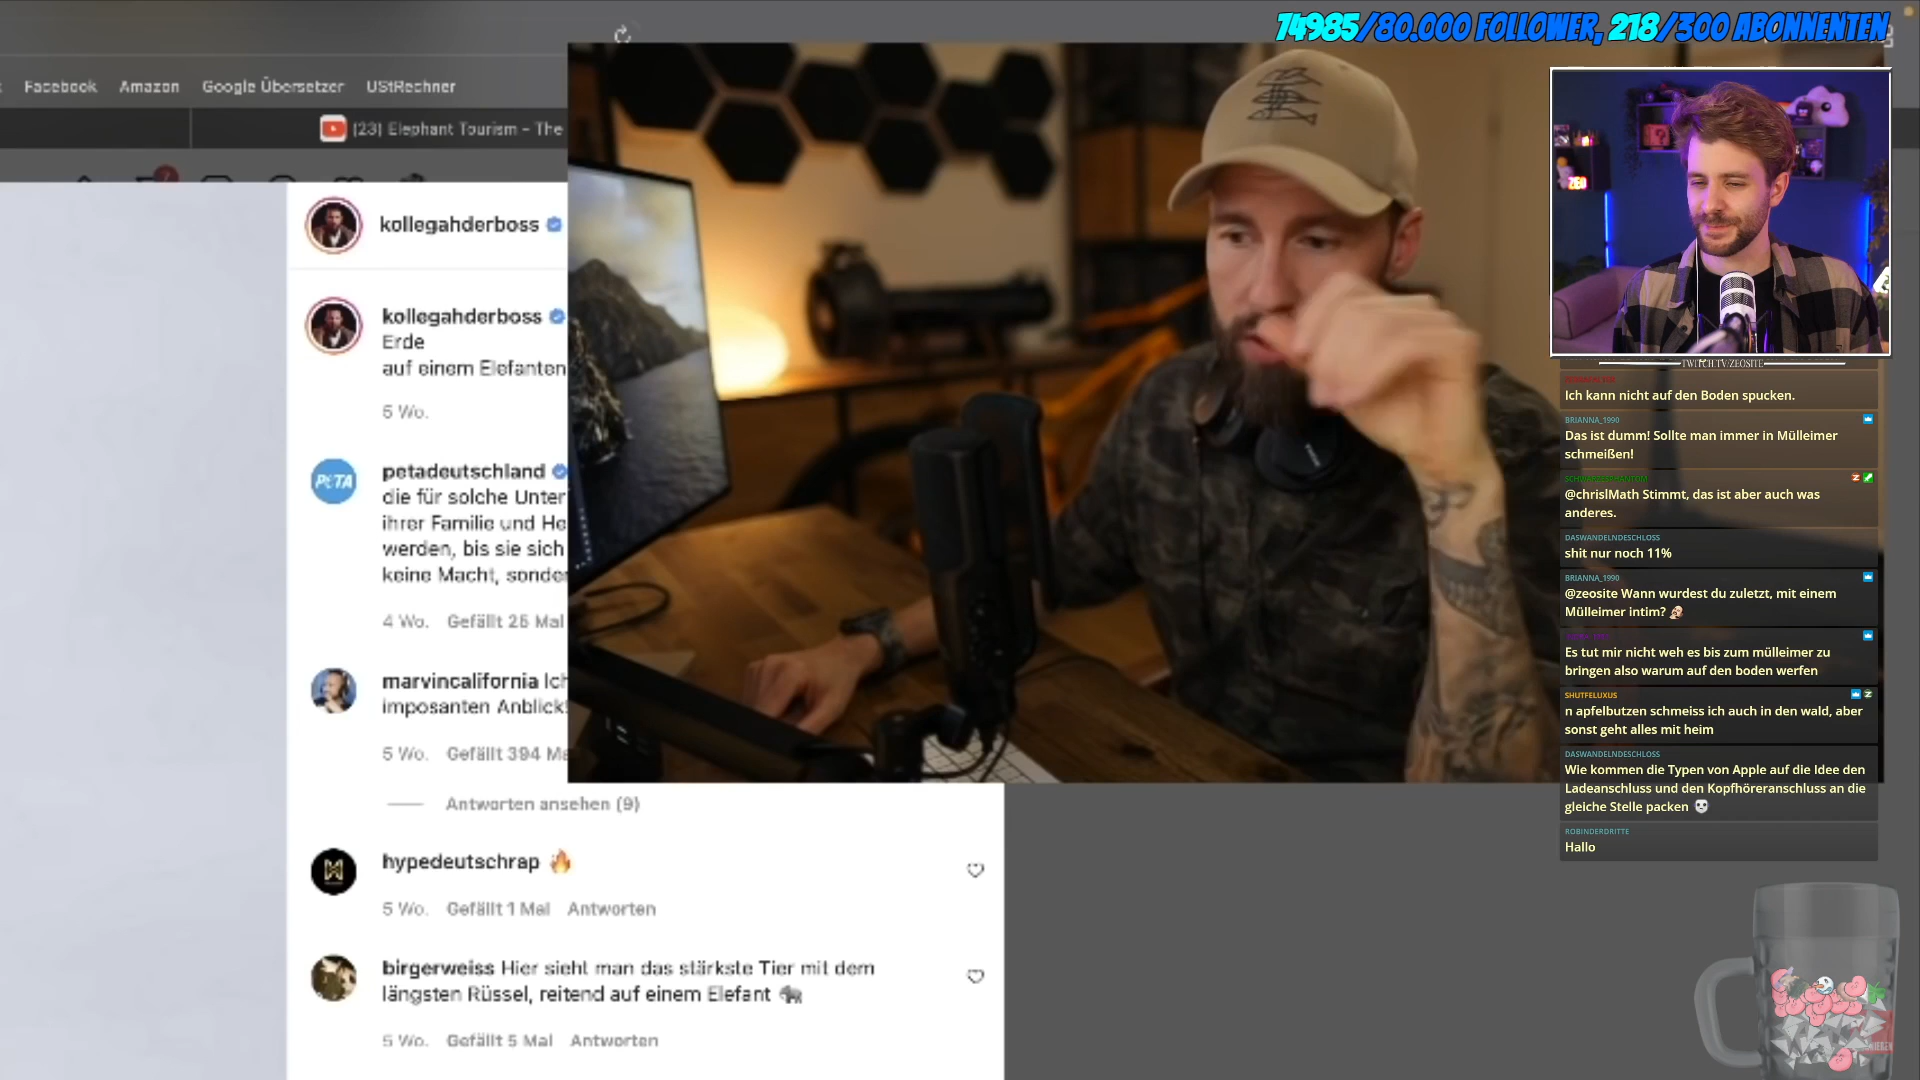 74985/80.000 FOLLOWER, 218/300 ABONNENTEN
Facebook Amazon Google Übersetzer UStRechner
(23) Elephant Tourism - The
7
kollegahderboss
kollegahderboss
Erde
auf einem Elefanten
5 Wo.
PETA
petadeutschland
die für solche Unter
ihrer Familie und He
werden, bis sie sich
keine Macht, sonder
4 Wo. Gefällt 25 Mal
marvincalifornia Ich
imposanten Anblick!
5 Wo. Gefällt 394 Ma
Antworten ansehen (9)
hypedeutschrap 🔥
5 Wo. Gefällt 1 Mal Antworten
birgerweiss Hier sieht man das stärkste Tier mit dem
längsten Rüssel, reitend auf einem Elefant 🐘
5 Wo. Gefällt 5 Mal Antworten
ZEO
TWITCH.TV/ZEOSITE
Ich kann nicht auf den Boden spucken.
BRIANNA_1990
Das ist dumm! Sollte man immer in Mülleimer
schmeißen!
@chrislMath Stimmt, das ist aber auch was
anderes.
DASWANDELNDESCHLOSS
shit nur noch 11%
BRIANNA_1990
@zeosite Wann wurdest du zuletzt, mit einem
Mülleimer intim?
Es tut mir nicht weh es bis zum mülleimer zu
bringen also warum auf den boden werfen
SHUTFELUXUS
n apfelbutzen schmeiss ich auch in den wald, aber
sonst geht alles mit heim
DASWANDELNDESCHLOSS
Wie kommen die Typen von Apple auf die Idee den
Ladeanschluss und den Kopfhöreranschluss an die
gleiche Stelle packen 💀
ROBINDERDRITTE
Hallo